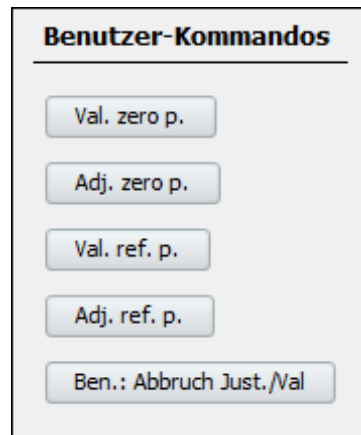 Benutzer-Kommandos
Val. zero p.
Adj. zero p.
Val. ref. p.
Adj. ref. p.
Ben.: Abbruch Just./Val